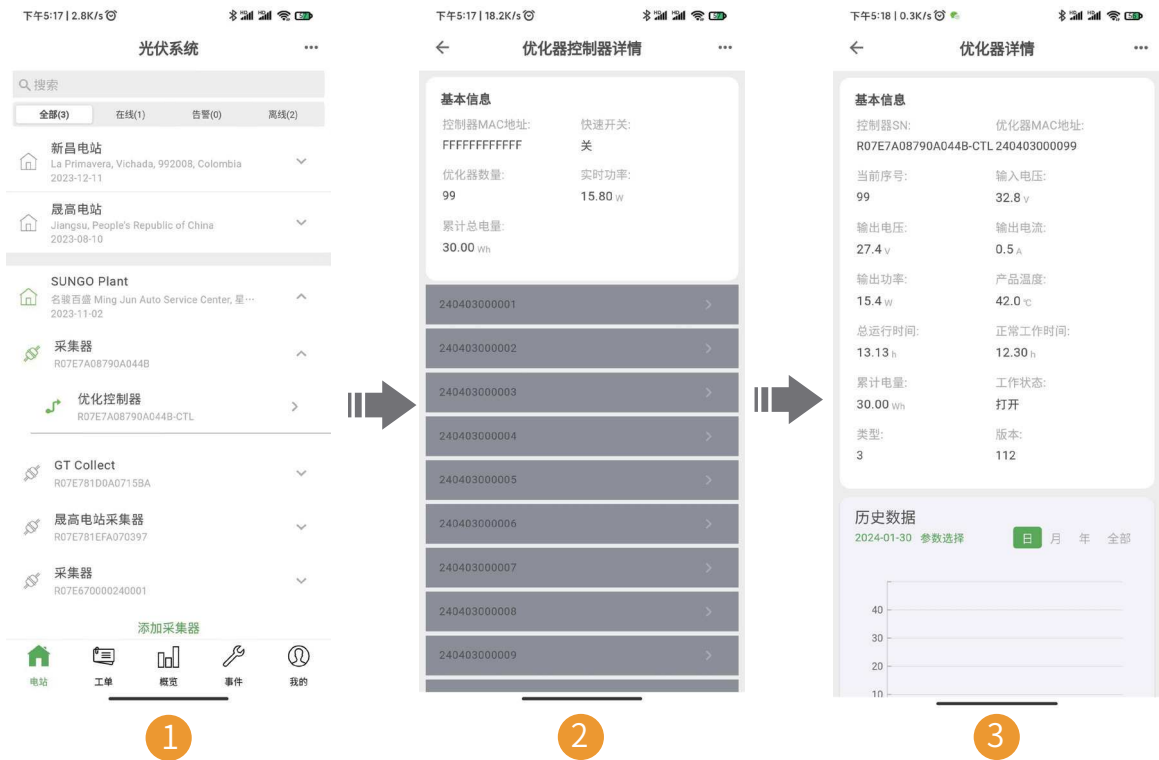 下午5:17 | 2.8K/s
光伏系统
搜索
全部(3) 在线(1) 告警(0) 离线(2)
新昌电站
La Primavera, Vichada, 992008, Colombia
2023-12-11
晟高电站
Jiangsu, People's Republic of China
2023-08-10
SUNGO Plant
名骏百盛 Ming Jun Auto Service Center, 星…
2023-11-02
采集器
R07E7A08790A044B
优化控制器
R07E7A08790A044B-CTL
GT Collect
R07E781D0A0715BA
晟高电站采集器
R07E781EFA070397
采集器
R07E670000240001
添加采集器
电站 工单 概览 事件 我的
1
下午5:17 | 18.2K/s
优化器控制器详情
基本信息
控制器MAC地址: 快速开关:
FFFFFFFFFFFF 关
优化器数量: 实时功率:
99 15.80 W
累计总电量:
30.00 Wh
240403000001
240403000002
240403000003
240403000004
240403000005
240403000006
240403000007
240403000008
240403000009
2
下午5:18 | 0.3K/s
优化器详情
基本信息
控制器SN: 优化器MAC地址:
R07E7A08790A044B-CTL 240403000099
当前序号: 输入电压:
99 32.8 V
输出电压: 输出电流:
27.4 V 0.5 A
输出功率: 产品温度:
15.4 W 42.0 ℃
总运行时间: 正常工作时间:
13.13 h 12.30 h
累计电量: 工作状态:
30.00 Wh 打开
类型: 版本:
3 112
历史数据
2024-01-30 参数选择 日 月 年 全部
40
30
20
10
3